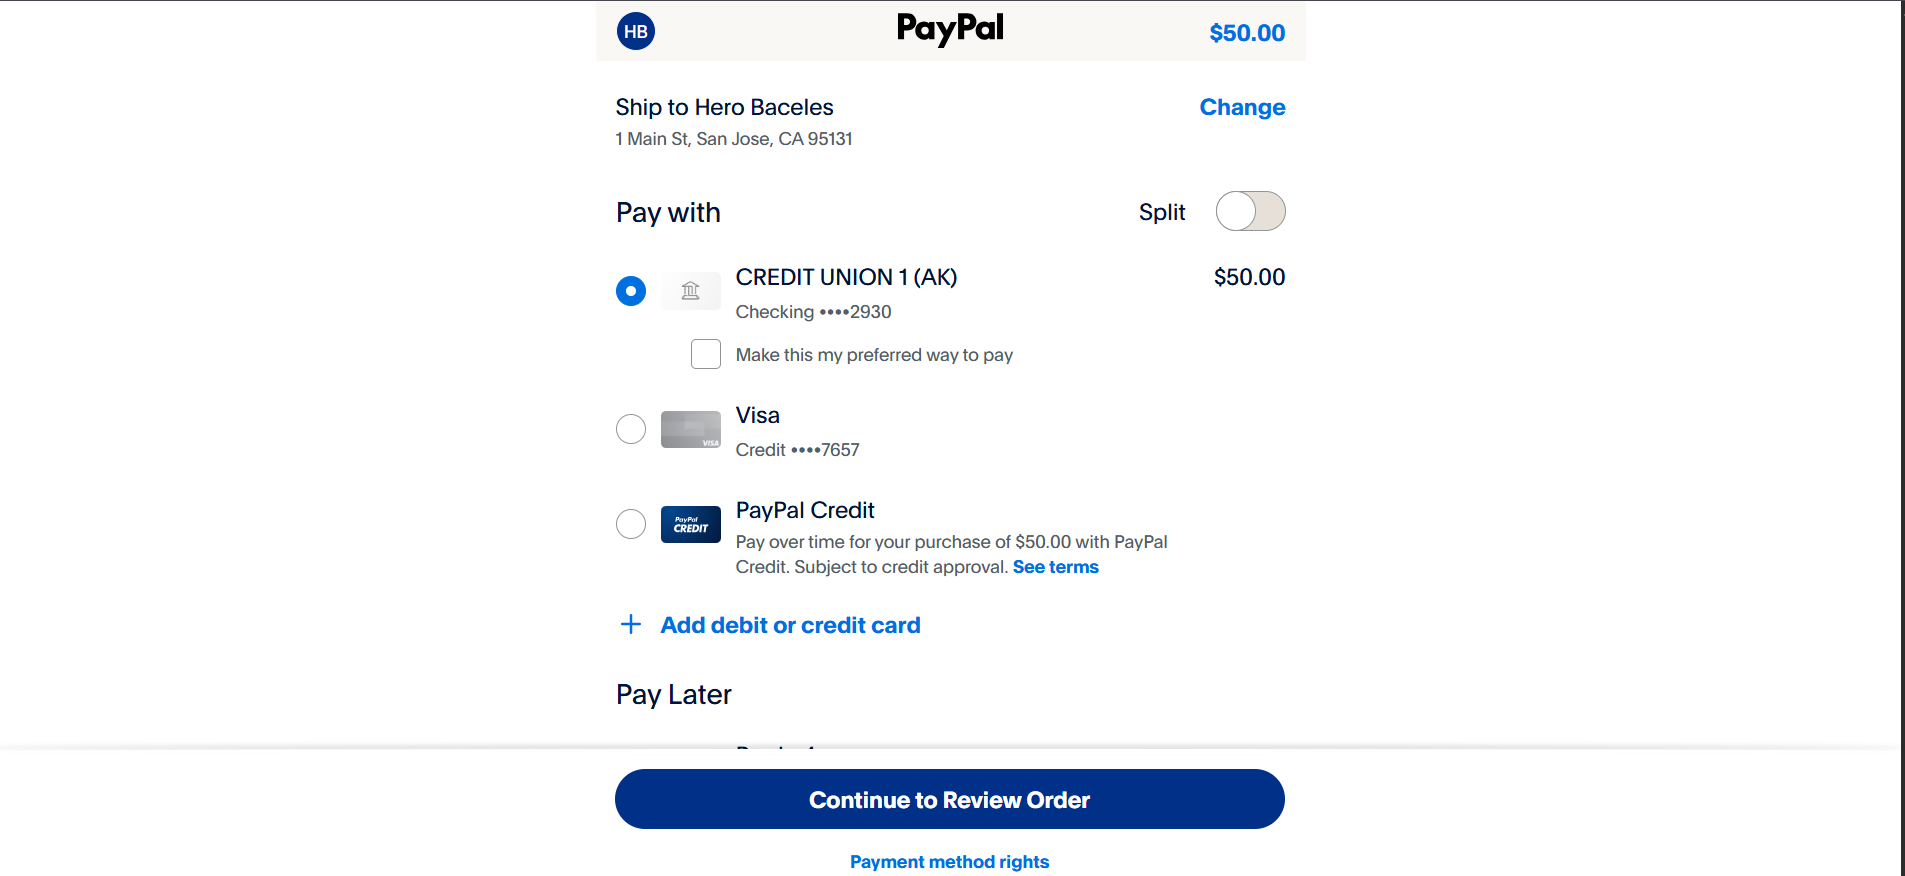 HB
PayPal
$50.00
Ship to Hero Baceles
Change
1 Main St, San Jose, CA 95131
Pay with
Split
CREDIT UNION 1 (AK)
$50.00
Checking ••••2930
Make this my preferred way to pay
Visa
VISA
Credit ••••7657
PayPal Credit
PayPal
CREDIT
Pay over time for your purchase of $50.00 with PayPal
Credit. Subject to credit approval. See terms
+ Add debit or credit card
Pay Later
Continue to Review Order
Payment method rights